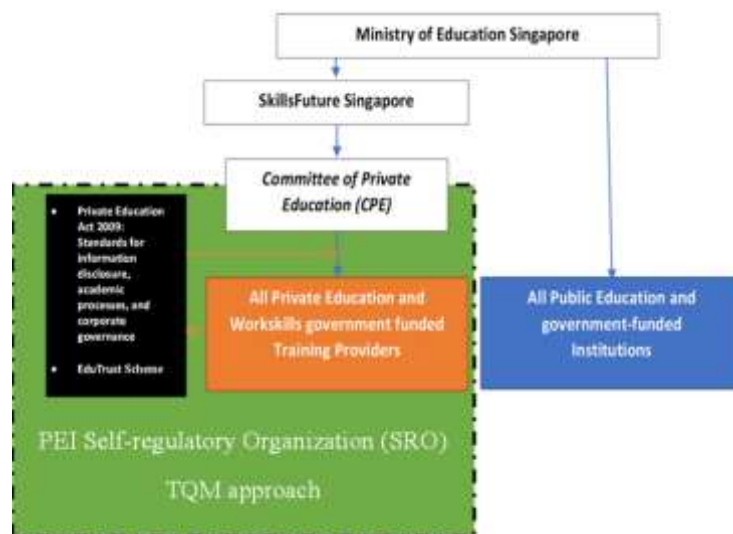 Ministry of Education Singapore
SkillsFuture Singapore
Committee of Private
Education (CPE)
• Private Education
Act 2009:
Standards for
information
disclosure,
academic
processes, and
corporate
governance
• EduTrust Scheme
All Private Education and
Workskills government funded
Training Providers
All Public Education and
government-funded
Institutions
PEI Self-regulatory Organization (SRO)
TQM approach